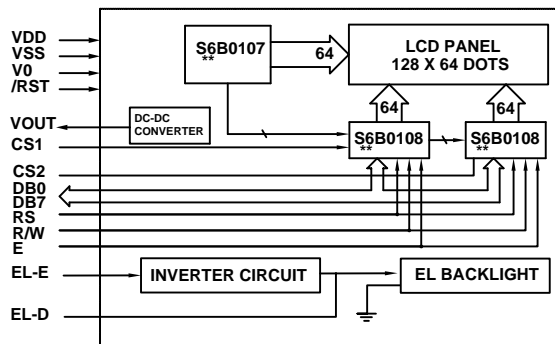 VDD
VSS
V0
/RST
VOUT
CS1
CS2
DB0
DB7
RS
R/W
E
EL-E
EL-D
S6B0107
**
64
LCD PANEL
128 X 64 DOTS
64
64
DC-DC
CONVERTER
S6B0108
**
S6B0108
**
INVERTER CIRCUIT
EL BACKLIGHT